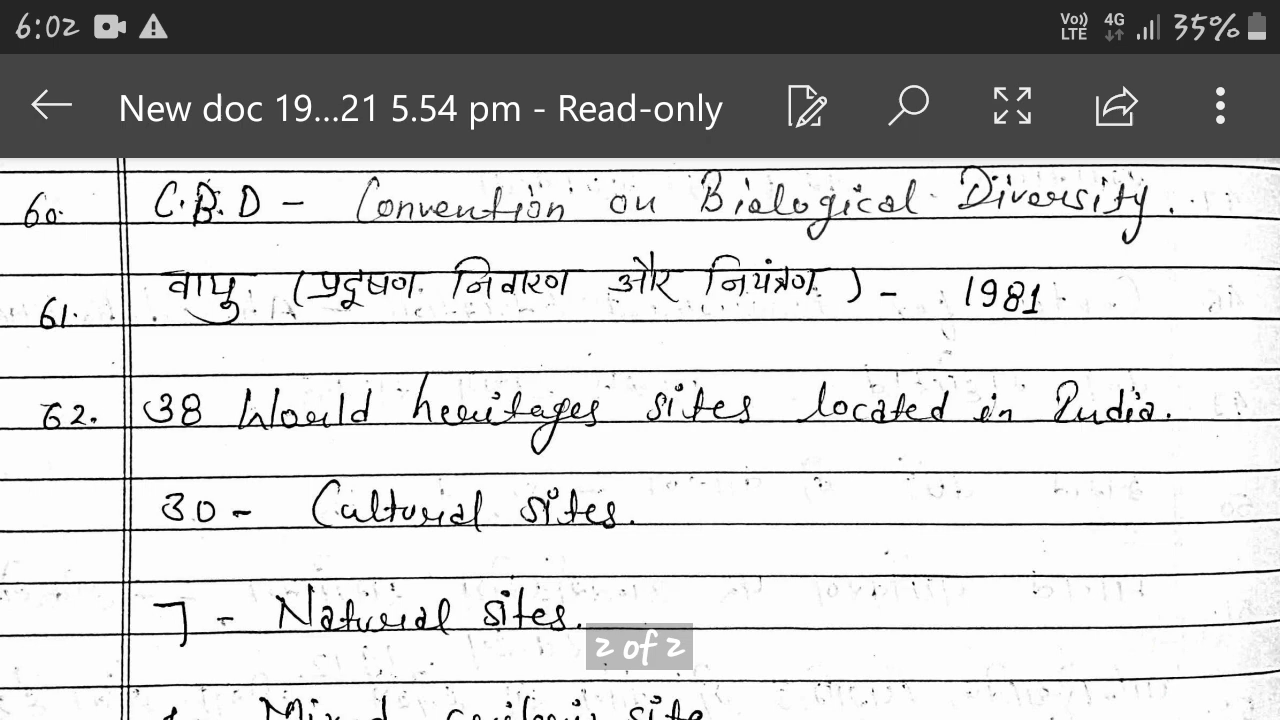 6:02 Vo)) LTE 4G 35%
New doc 19...21 5.54 pm - Read-only
60. C.B.D - Convention on Biological Diversity.
61. वायु (प्रदूषण निवारण और नियंत्रण) - 1981
62. 38 World heritages sites located in India.
30 - Cultural sites.
7 - Natural sites.
2 of 2
Mixed site